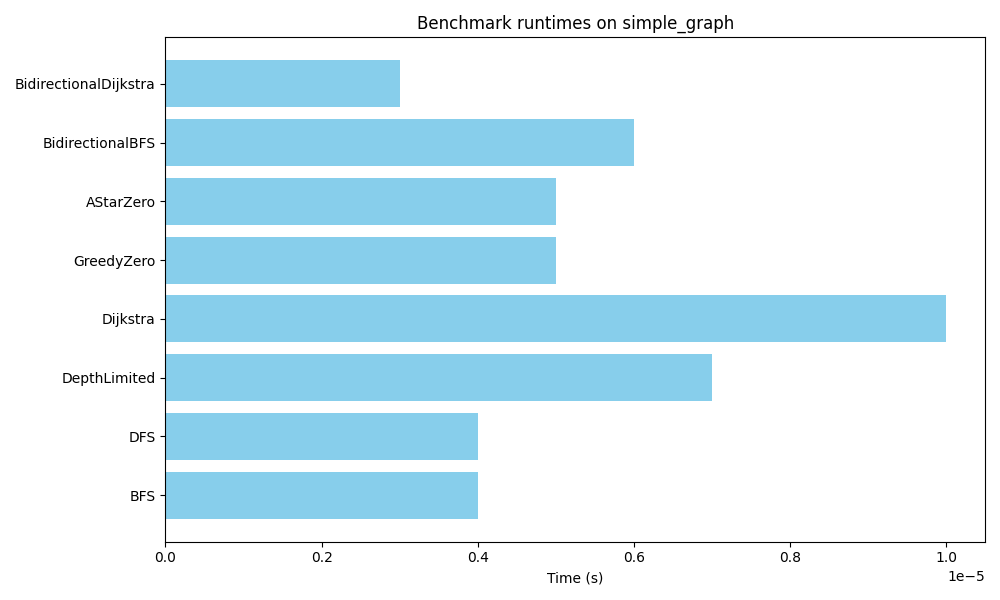 Benchmark runtimes on simple_graph
BidirectionalDijkstra
BidirectionalBFS
AStarZero
GreedyZero
Dijkstra
DepthLimited
DFS
BFS
0.0 0.2 0.4 0.6 0.8 1.0
Time (s)
1e−5